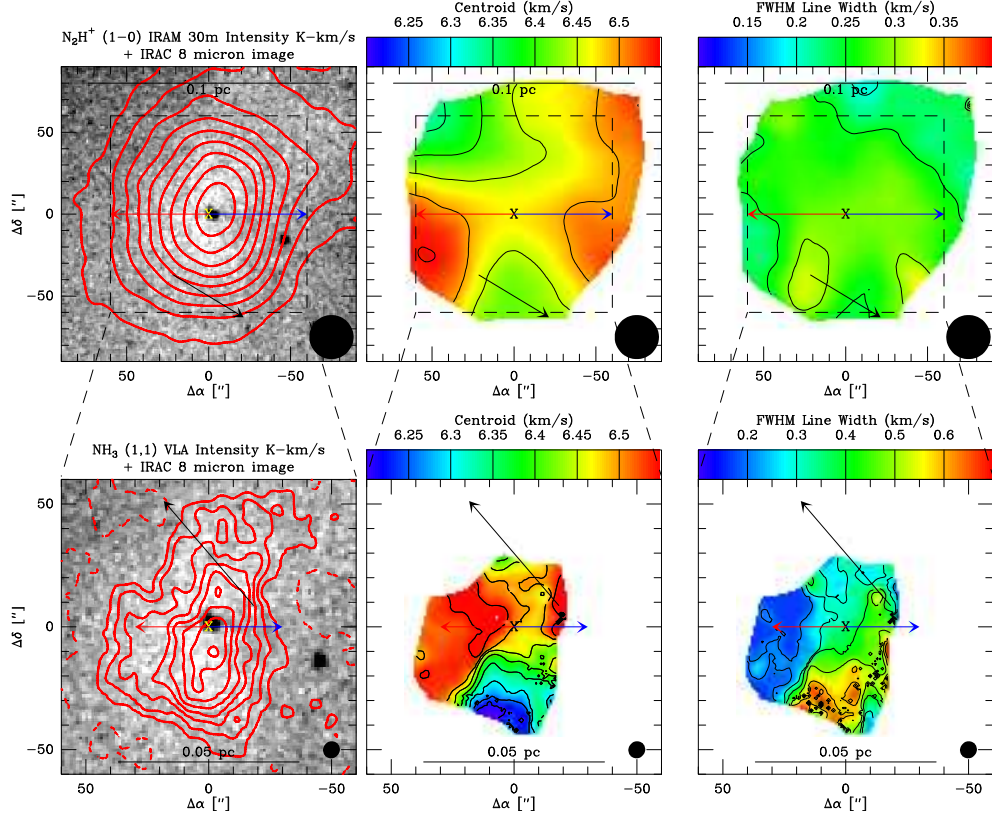 N₂H⁺ (1−0) IRAM 30m Intensity K−km/s
+ IRAC 8 micron image
Centroid (km/s)
6.25 6.3 6.35 6.4 6.45 6.5
FWHM Line Width (km/s)
0.15 0.2 0.25 0.3 0.35
0.1 pc
0.1 pc
0.1 pc
50
0
−50
Δδ [″]
X
X
X
50 0 −50
50 0 −50
50 0 −50
Δα [″]
Δα [″]
Δα [″]
NH₃ (1,1) VLA Intensity K−km/s
+ IRAC 8 micron image
Centroid (km/s)
6.25 6.3 6.35 6.4 6.45 6.5
FWHM Line Width (km/s)
0.2 0.3 0.4 0.5 0.6
50
0
−50
Δδ [″]
X
X
X
0.05 pc
0.05 pc
0.05 pc
50 0 −50
50 0 −50
50 0 −50
Δα [″]
Δα [″]
Δα [″]